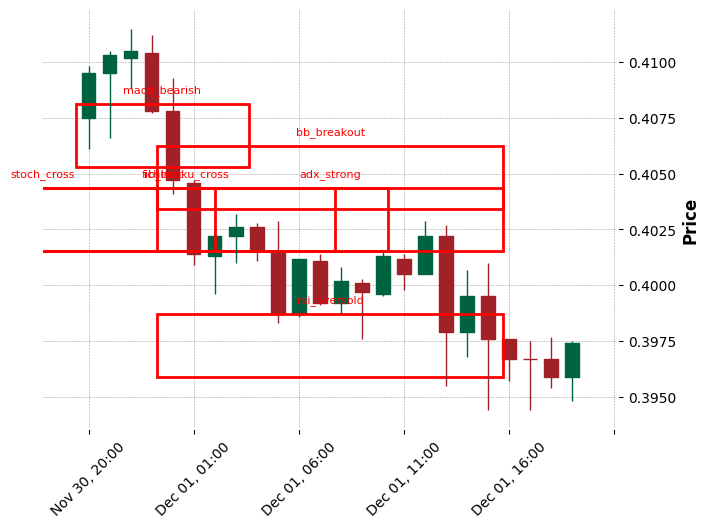 macd_bearish
bb_breakout
stoch_cross
adx_strong
0.4100
0.4075
0.4050
0.4025
0.4000
0.3975
0.3950
Price
Nov 30, 20:00
Dec 01, 01:00
Dec 01, 06:00
Dec 01, 11:00
Dec 01, 16:00